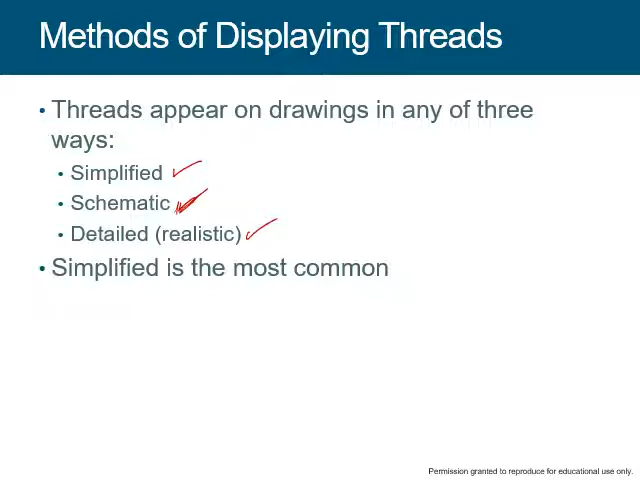 Methods of Displaying Threads
• Threads appear on drawings in any of three
ways:
• Simplified
• Schematic
• Detailed (realistic)
• Simplified is the most common
Permission granted to reproduce for educational use only.